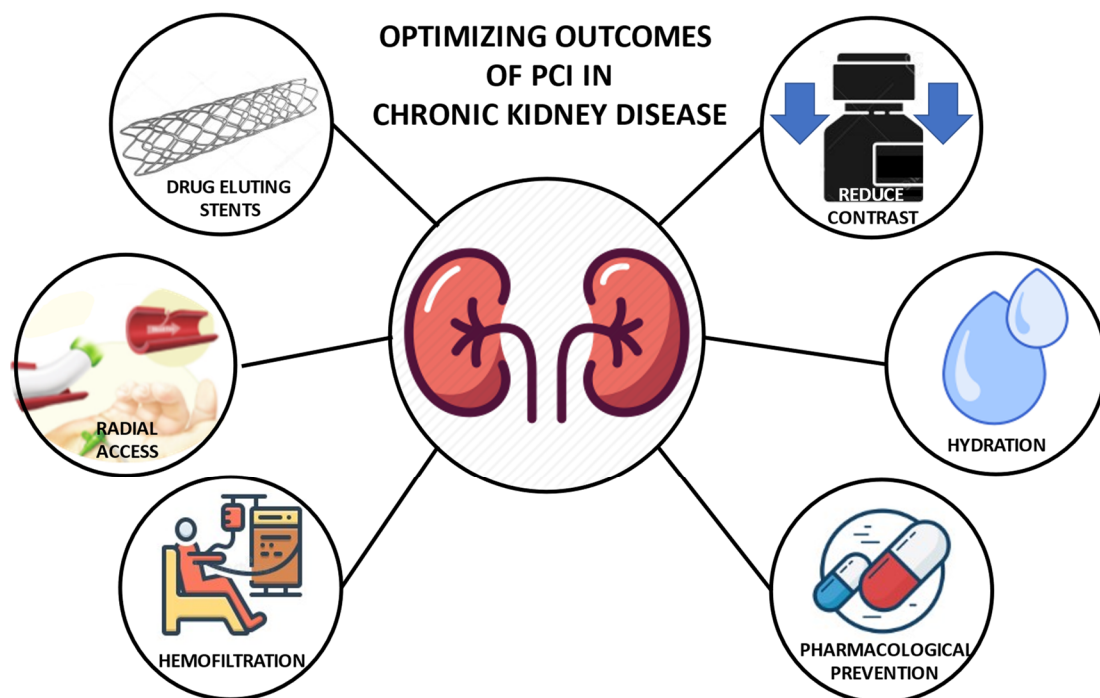 OPTIMIZING OUTCOMES
OF PCI IN
CHRONIC KIDNEY DISEASE
DRUG ELUTING
STENTS
REDUCE
CONTRAST
RADIAL
ACCESS
HYDRATION
HEMOFILTRATION
PHARMACOLOGICAL
PREVENTION